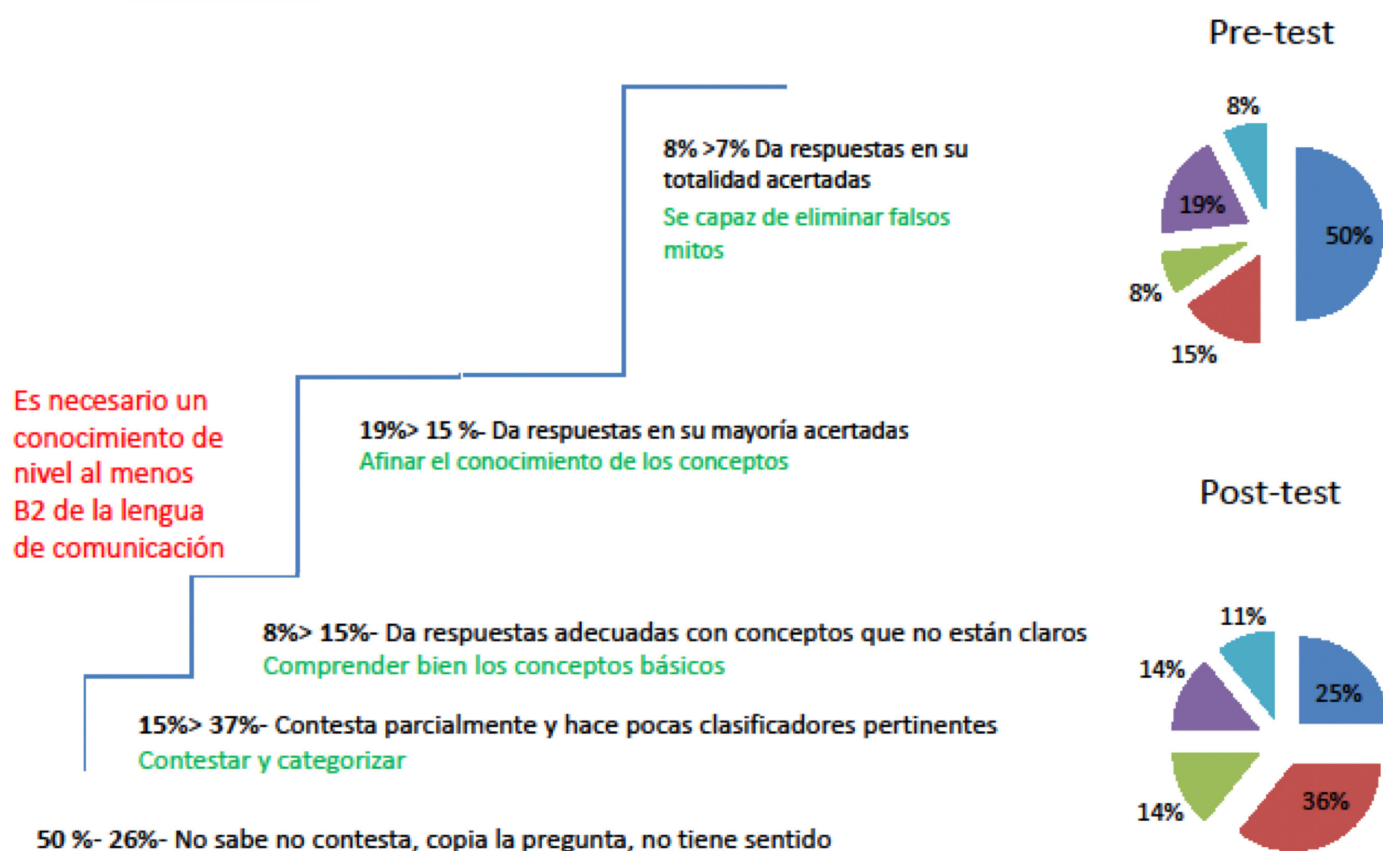 Pre-test
8%
19%
50%
8%
15%
8% >7% Da respuestas en su
totalidad acertadas
Se capaz de eliminar falsos
mitos
Es necesario un
conocimiento de
nivel al menos
B2 de la lengua
de comunicación
19%> 15 %- Da respuestas en su mayoría acertadas
Afinar el conocimiento de los conceptos
Post-test
11%
14%
25%
14%
36%
8%> 15%- Da respuestas adecuadas con conceptos que no están claros
Comprender bien los conceptos básicos
15%> 37%- Contesta parcialmente y hace pocas clasificadores pertinentes
Contestar y categorizar
50 %- 26%- No sabe no contesta, copia la pregunta, no tiene sentido